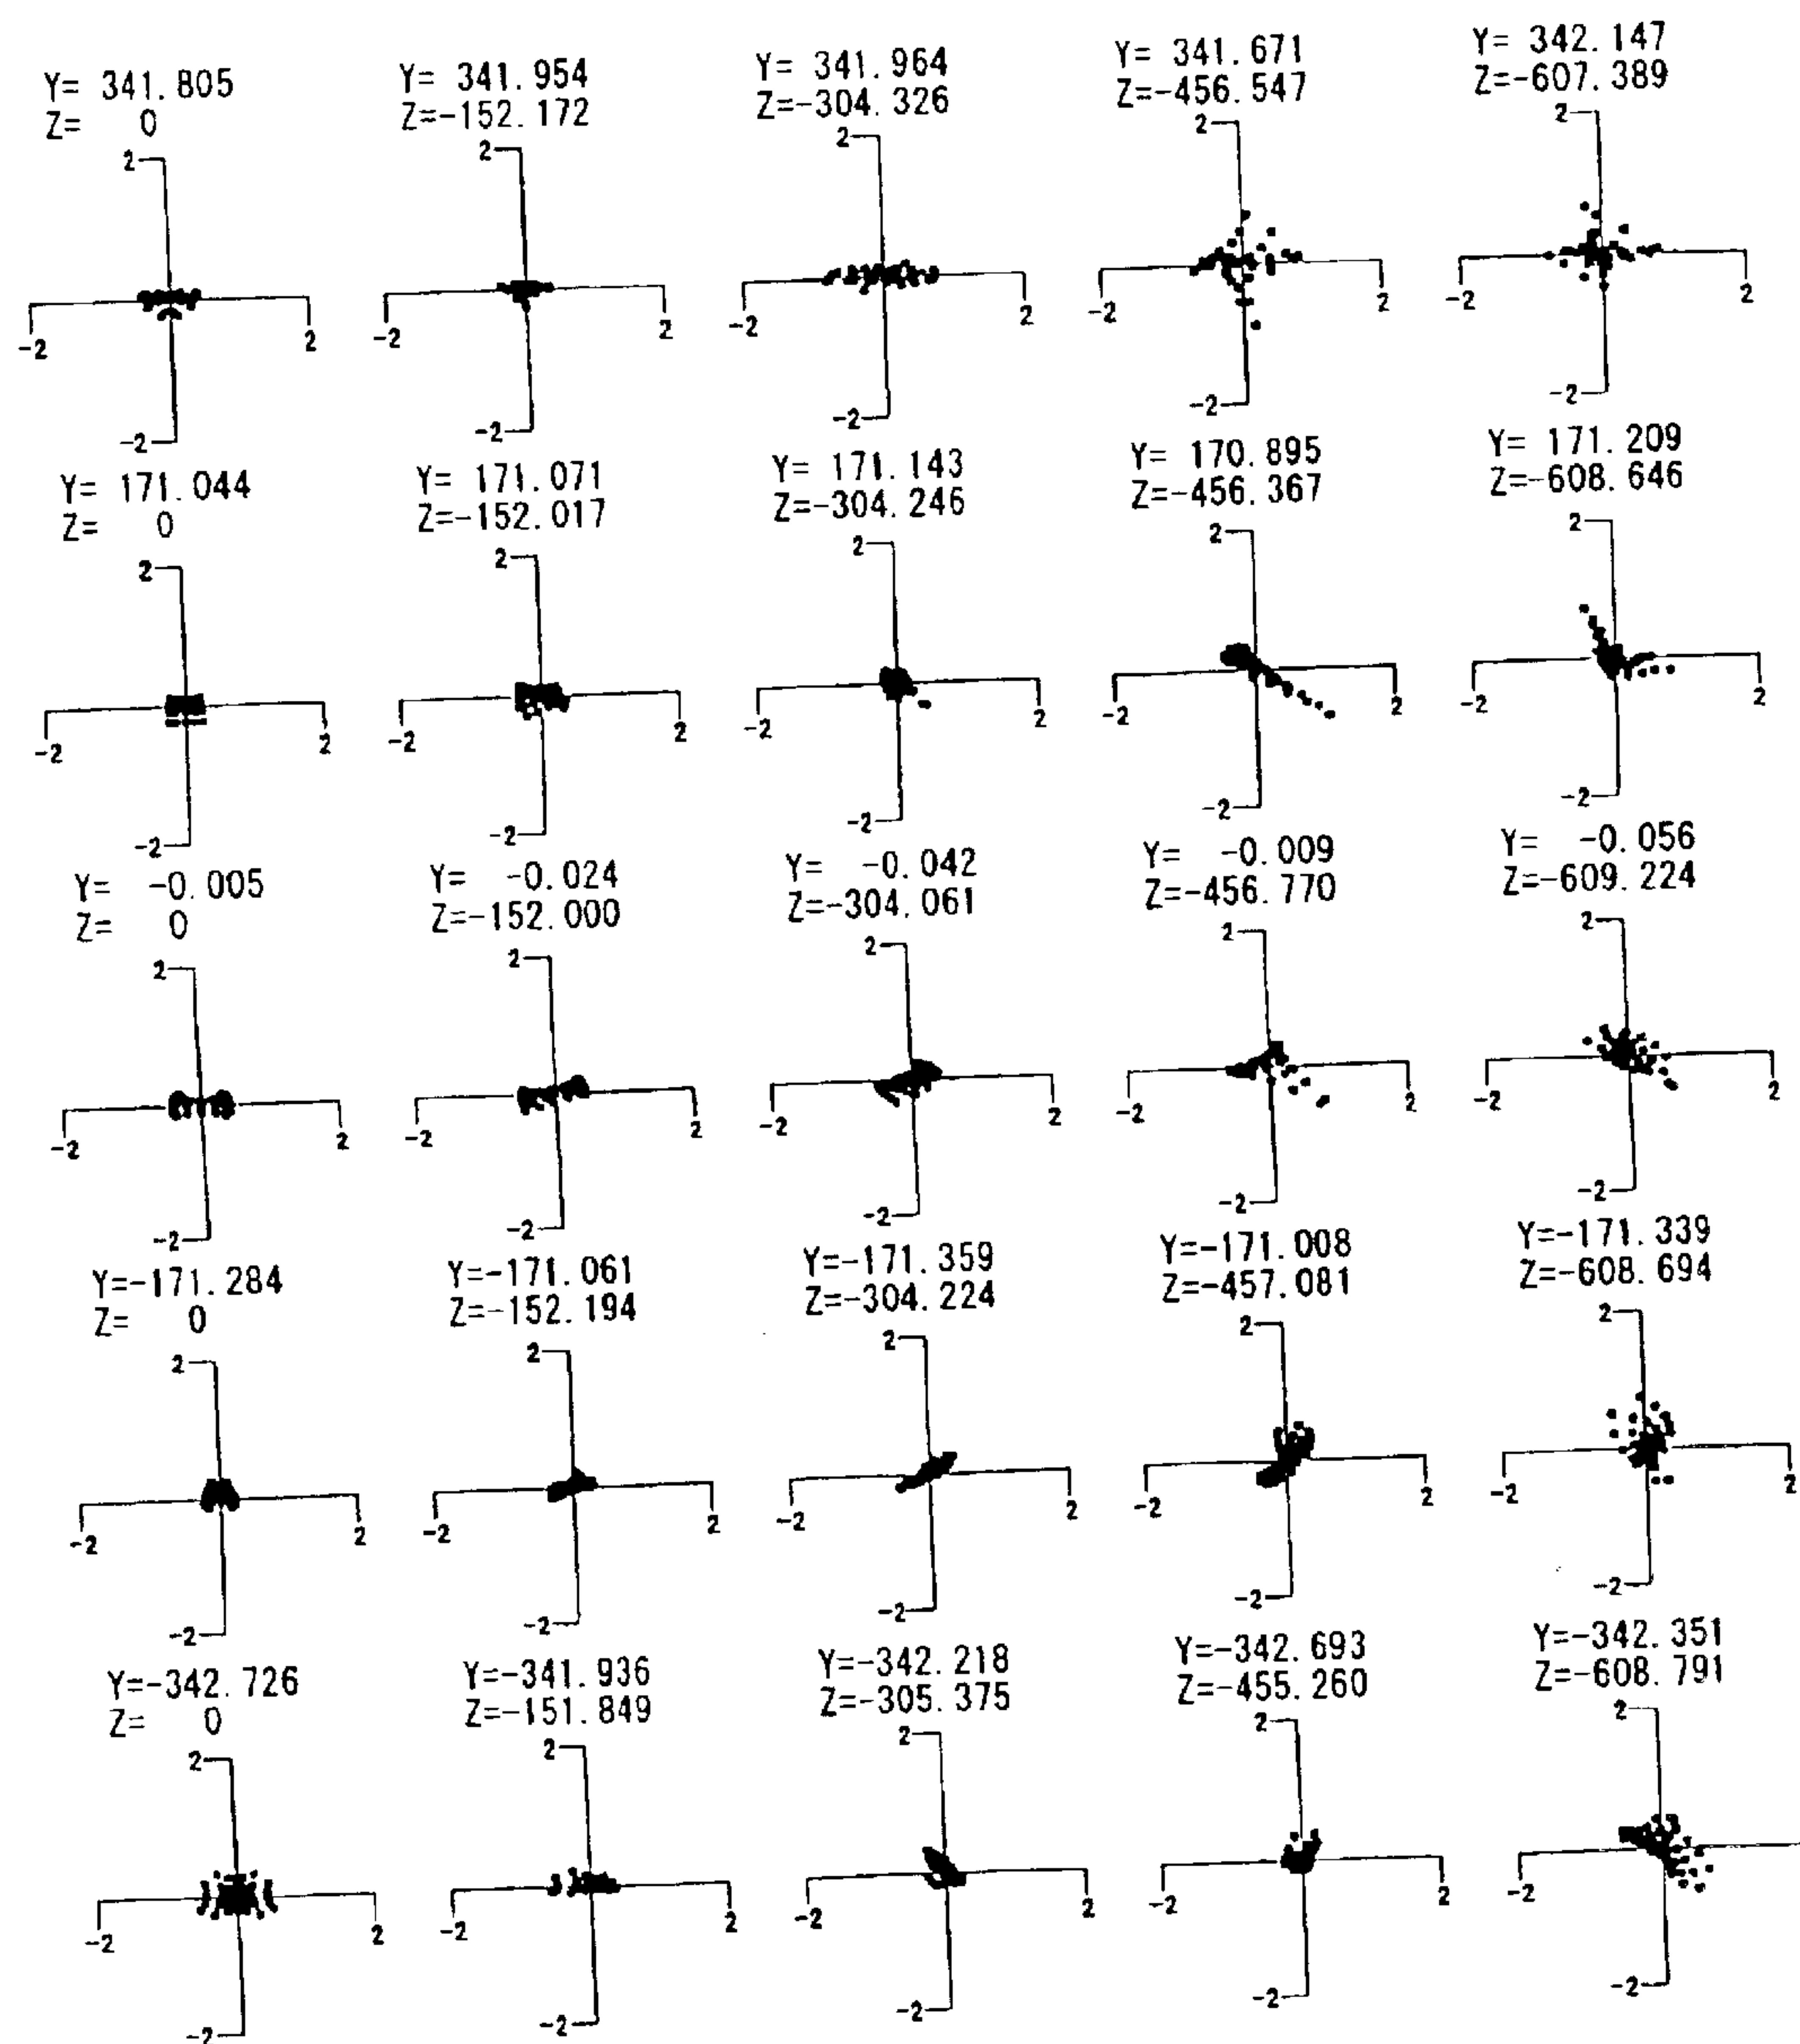 Y= 341.805
Z= 0
Y= 341.954
Z=-152.172
Y= 341.964
Z=-304.326
Y= 341.671
Z=-456.547
Y= 342.147
Z=-607.389
2
-2
2
-2
2
-2
2
-2
2
-2
2
-2
2
-2
2
-2
2
-2
2
-2
Y= 171.044
Z= 0
Y= 171.071
Z=-152.017
Y= 171.143
Z=-304.246
Y= 170.895
Z=-456.367
Y= 171.209
Z=-608.646
2
-2
2
-2
2
-2
2
-2
2
-2
2
-2
2
-2
2
-2
2
-2
2
-2
Y= -0.005
Z= 0
Y= -0.024
Z=-152.000
Y= -0.042
Z=-304.061
Y= -0.009
Z=-456.770
Y= -0.056
Z=-609.224
2
-2
2
-2
2
-2
2
-2
2
-2
2
-2
2
-2
2
-2
2
-2
2
-2
Y=-171.284
Z= 0
Y=-171.061
Z=-152.194
Y=-171.359
Z=-304.224
Y=-171.008
Z=-457.081
Y=-171.339
Z=-608.694
2
-2
2
-2
2
-2
2
-2
2
-2
2
-2
2
-2
2
-2
2
-2
2
-2
Y=-342.726
Z= 0
Y=-341.936
Z=-151.849
Y=-342.218
Z=-305.375
Y=-342.693
Z=-455.260
Y=-342.351
Z=-608.791
2
-2
2
-2
2
-2
2
-2
2
-2
2
-2
2
-2
2
-2
2
-2
-2